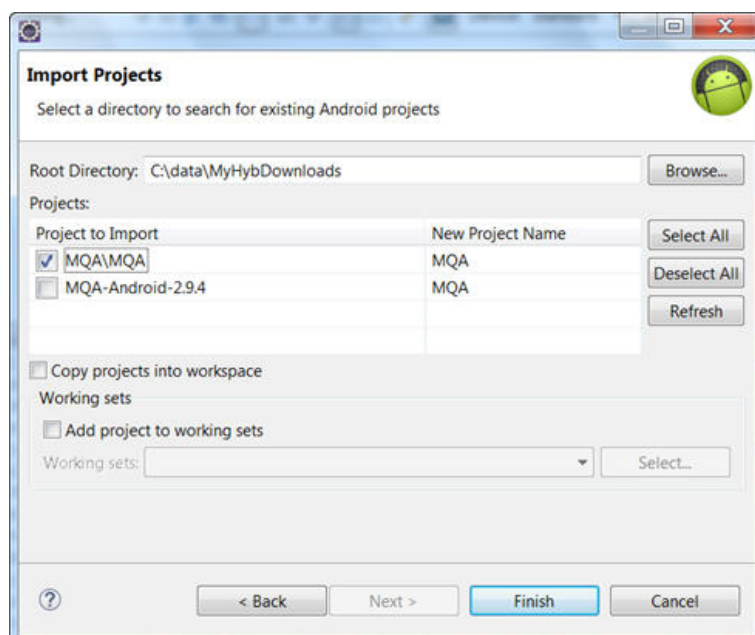 Import Projects
Select a directory to search for existing Android projects
Root Directory: C:\data\MyHybDownloads Browse...
Projects:
Project to Import New Project Name Select All
MQA\MQA MQA Deselect All
MQA-Android-2.9.4 MQA
Refresh
Copy projects into workspace
Working sets
Add project to working sets
Working sets: Select...
? < Back Next > Finish Cancel